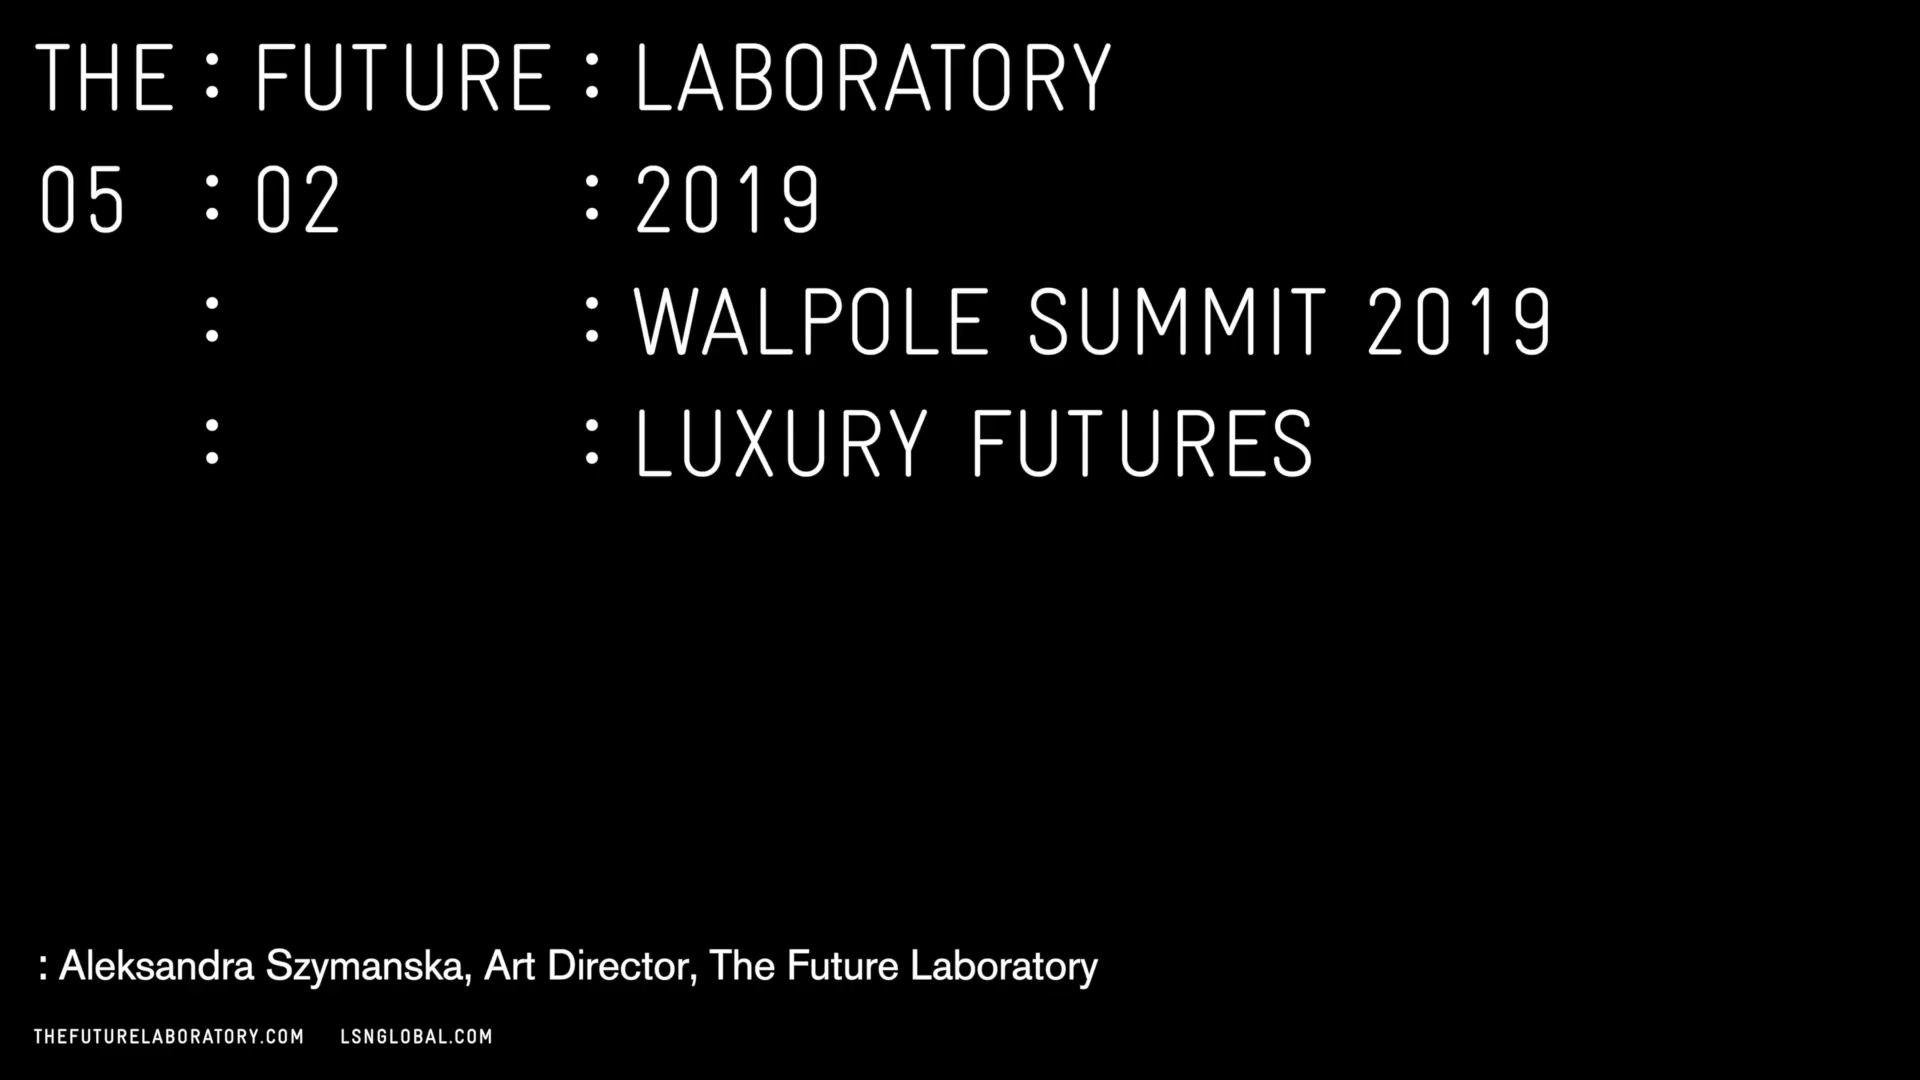 THE : FUTURE : LABORATORY
05 : 02 : 2019
: : WALPOLE SUMMIT 2019
: : LUXURY FUTURES
: Aleksandra Szymanska, Art Director, The Future Laboratory
THEFUTURELABORATORY.COM LSNGLOBAL.COM